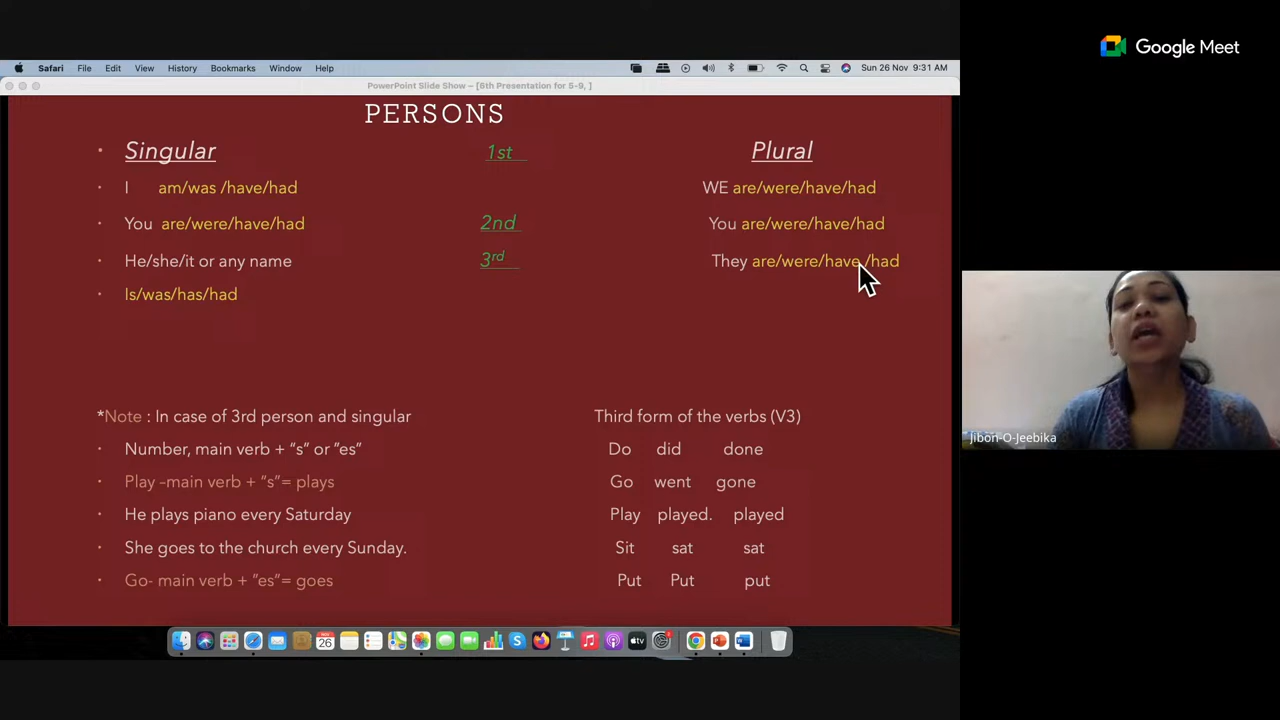 Google Meet
Safari File Edit View History Bookmarks Window Help Sun 26 Nov 9:31 AM
PowerPoint Slide Show – [6th Presentation for 5-9, ]
PERSONS
• Singular 1st Plural
• I am/was /have/had WE are/were/have/had
• You are/were/have/had 2nd You are/were/have/had
• He/she/it or any name 3rd They are/were/have /had
• Is/was/has/had
*Note : In case of 3rd person and singular Third form of the verbs (V3)
• Number, main verb + “s” or ”es” Do did done
• Play –main verb + “s”= plays Go went gone
• He plays piano every Saturday Play played. played
• She goes to the church every Sunday. Sit sat sat
• Go- main verb + ”es”= goes Put Put put
Jibon-O-Jeebika
NOV
26
tv